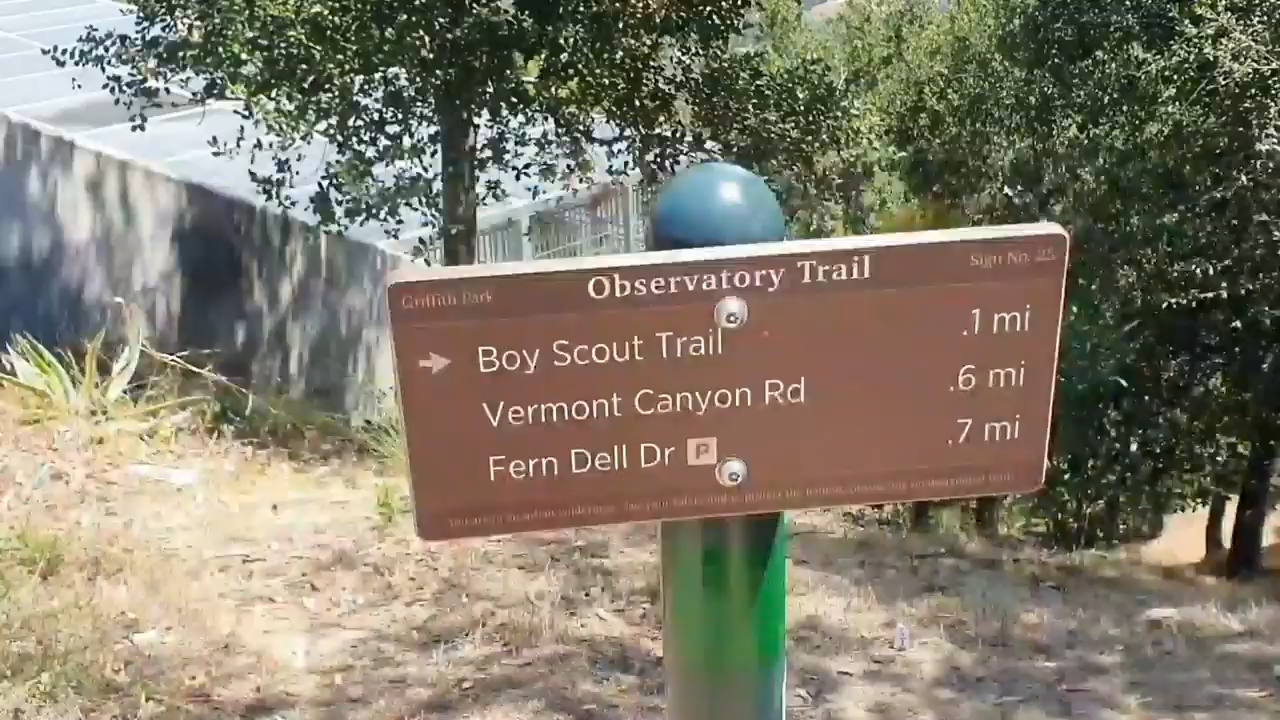 Griffith Park
Observatory Trail
Sign No.
Boy Scout Trail .1 mi
Vermont Canyon Rd .6 mi
Fern Dell Dr P .7 mi